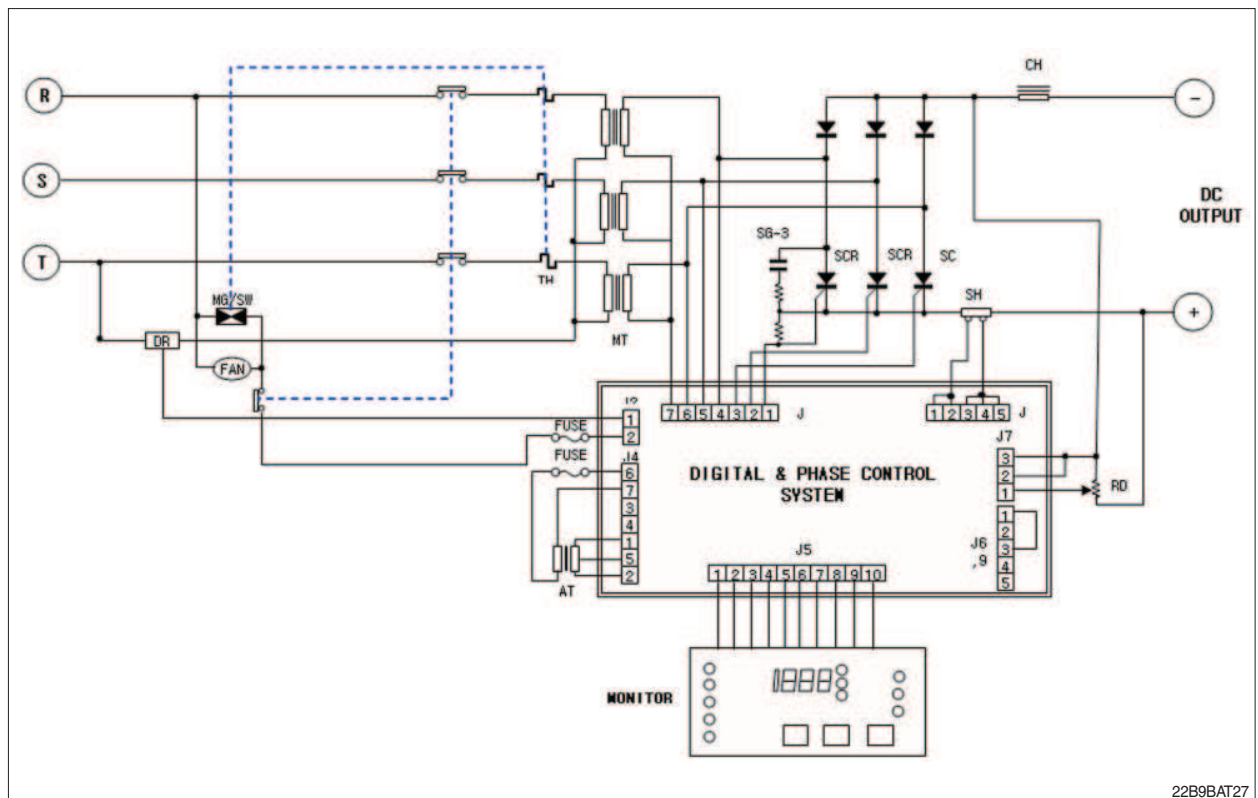 CH
R
-
S
DC
OUTPUT
SG-3
SCR
SCR
SC
T
TH
SH
MG/SW
+
DR
MT
FAN
7 6 5 4 3 2 1
J
1 2 3 4 5
J
1
2
FUSE
J7
FUSE
J4
3
2
1
RD
6
7
3
4
1
5
2
DIGITAL & PHASE CONTROL
SYSTEM
1
2
3
4
5
J6
,9
J5
AT
1 2 3 4 5 6 7 8 9 10
MONITOR
1888
22B9BAT27